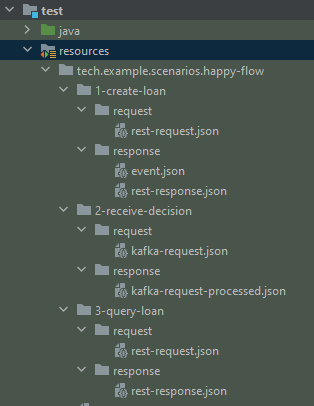 test
java
resources
tech.example.scenarios.happy-flow
1-create-loan
request
rest-request.json
response
event.json
rest-response.json
2-receive-decision
request
kafka-request.json
response
kafka-request-processed.json
3-query-loan
request
rest-request.json
response
rest-response.json